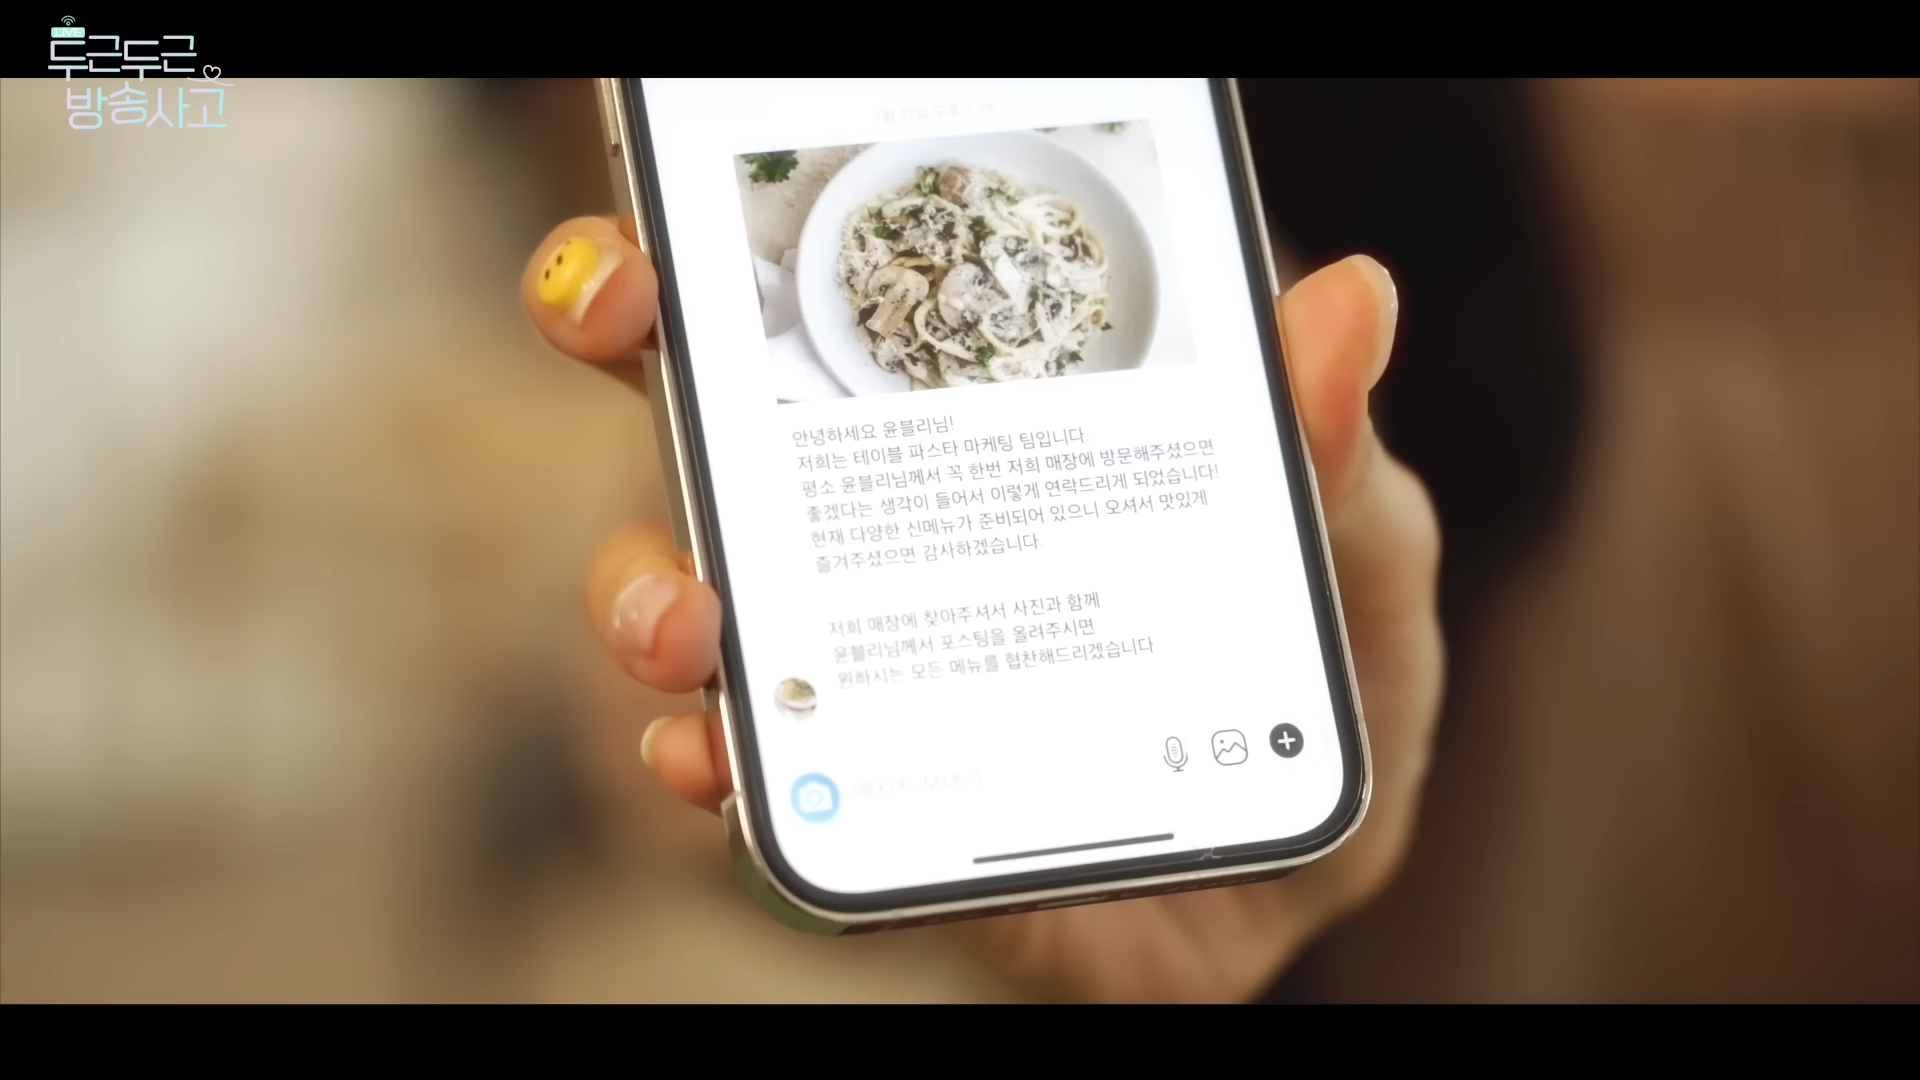 LIVE
두근두근
방송사고
안녕하세요 윤블리님!
저희는 테이블 파스타 마케팅 팀입니다.
평소 윤블리님께서 꼭 한번 저희 매장에 방문해주셨으면
좋겠다는 생각이 들어서 이렇게 연락드리게 되었습니다!
현재 다양한 신메뉴가 준비되어 있으니 오셔서 맛있게
즐겨주셨으면 감사하겠습니다.
저희 매장에 찾아주셔서 사진과 함께
윤블리님께서 포스팅을 올려주시면
원하시는 모든 메뉴를 협찬해드리겠습니다